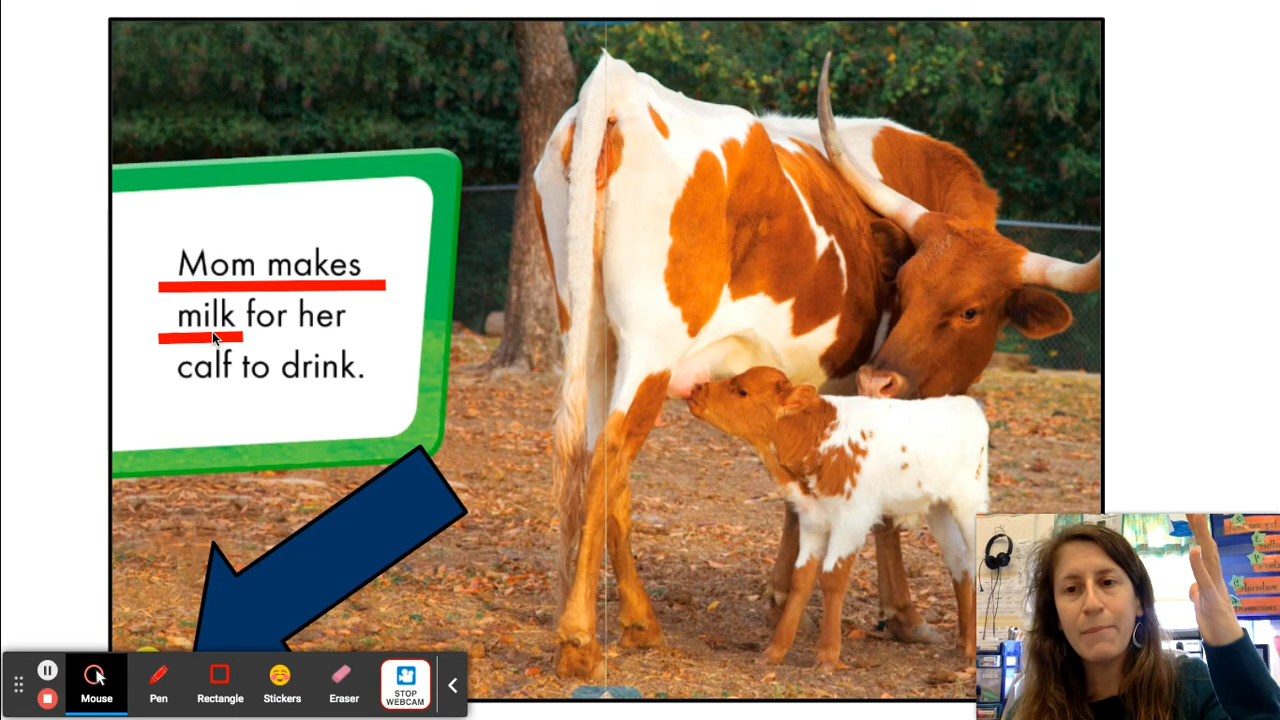 Mom makes
milk for her
calf to drink.
Mouse
Pen
Rectangle
Stickers
Eraser
STOP
WEBCAM